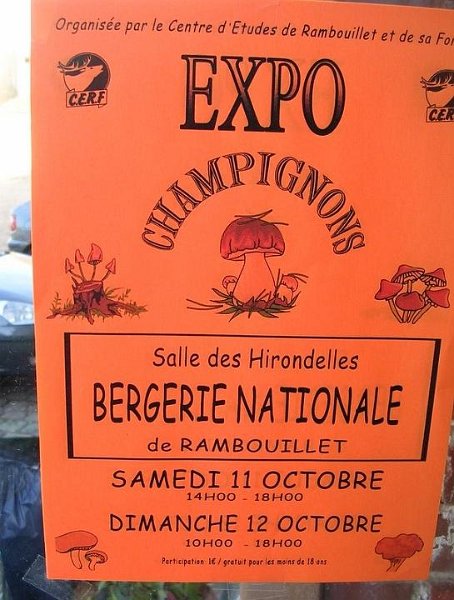 Organisée par le Centre d'Etudes de Rambouillet et de sa
C.E.R.F
EXPO
CHAMPIGNONS
Salle des Hirondelles
BERGERIE NATIONALE
de RAMBOUILLET
SAMEDI 11 OCTOBRE
14H00 - 18H00
DIMANCHE 12 OCTOBRE
10H00 - 18H00
Participation 1€ / gratuit pour les moins de 18 ans